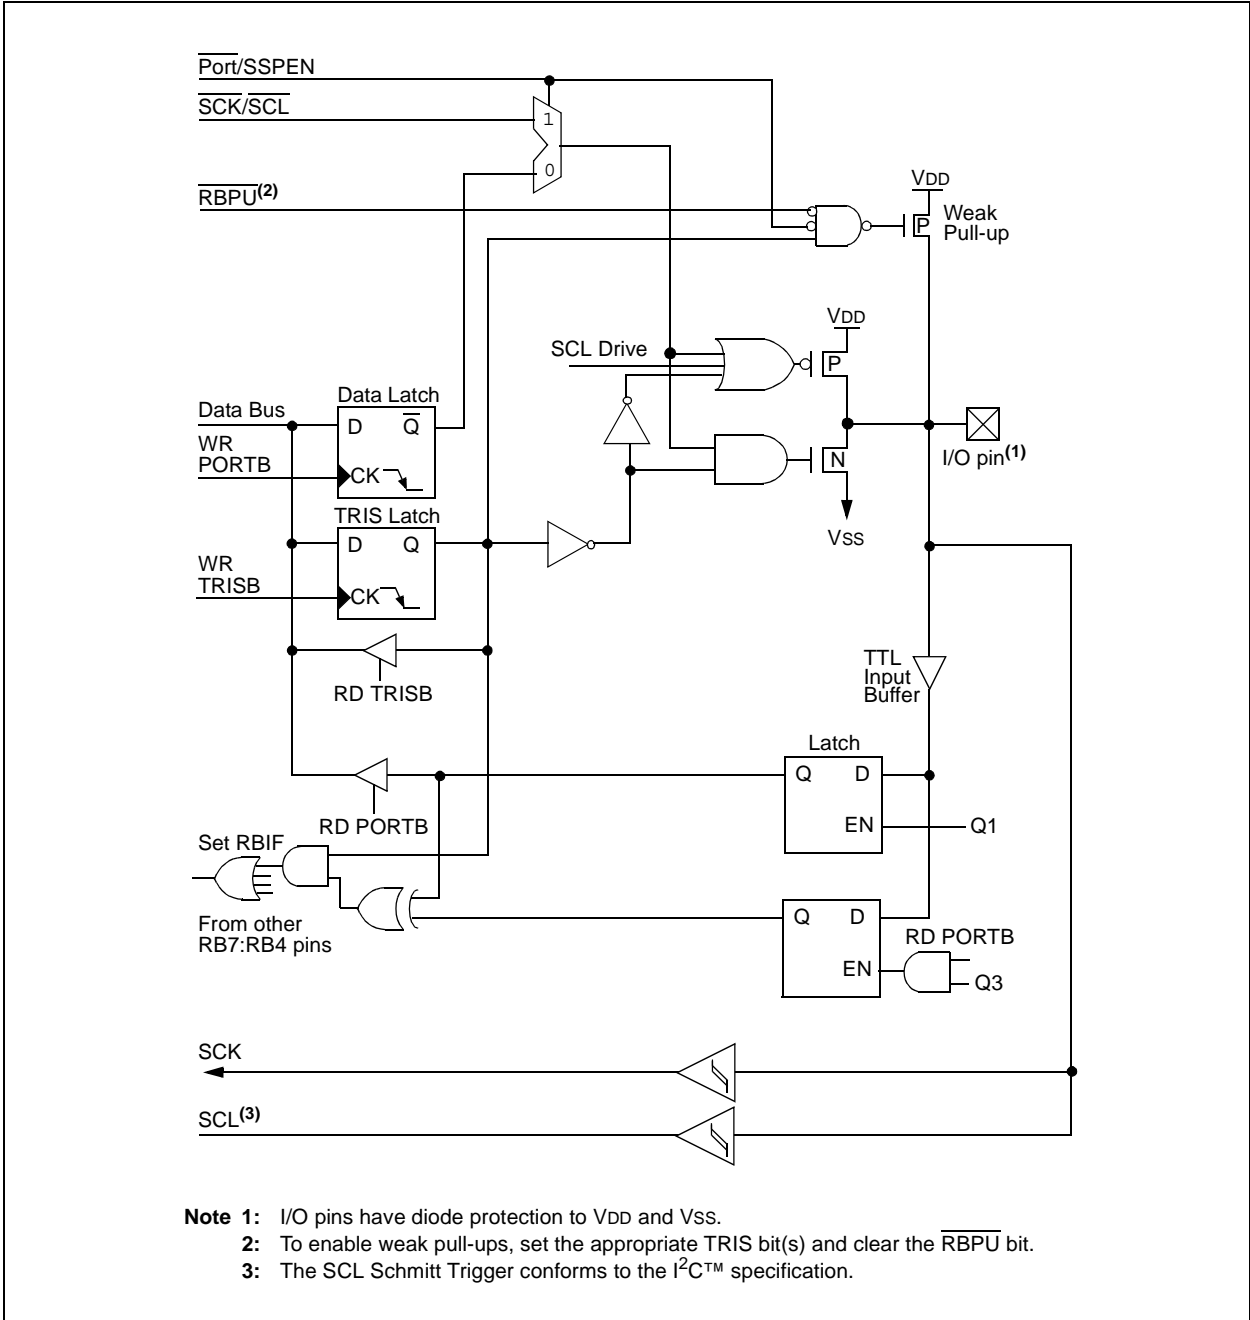 Port/SSPEN
SCK/SCL
1
0
RBPU(2)
VDD
Weak
Pull-up
P
VDD
SCL Drive
P
Data Latch
Data Bus
D Q
WR
PORTB
CK
N
I/O pin(1)
VSS
TRIS Latch
D Q
WR
TRISB
CK
TTL
Input
Buffer
RD TRISB
Latch
Q D
EN
Q1
RD PORTB
Set RBIF
From other
RB7:RB4 pins
Q D
EN
RD PORTB
Q3
SCK
SCL(3)
Note 1: I/O pins have diode protection to VDD and VSS.
2: To enable weak pull-ups, set the appropriate TRIS bit(s) and clear the RBPU bit.
3: The SCL Schmitt Trigger conforms to the I2C™ specification.